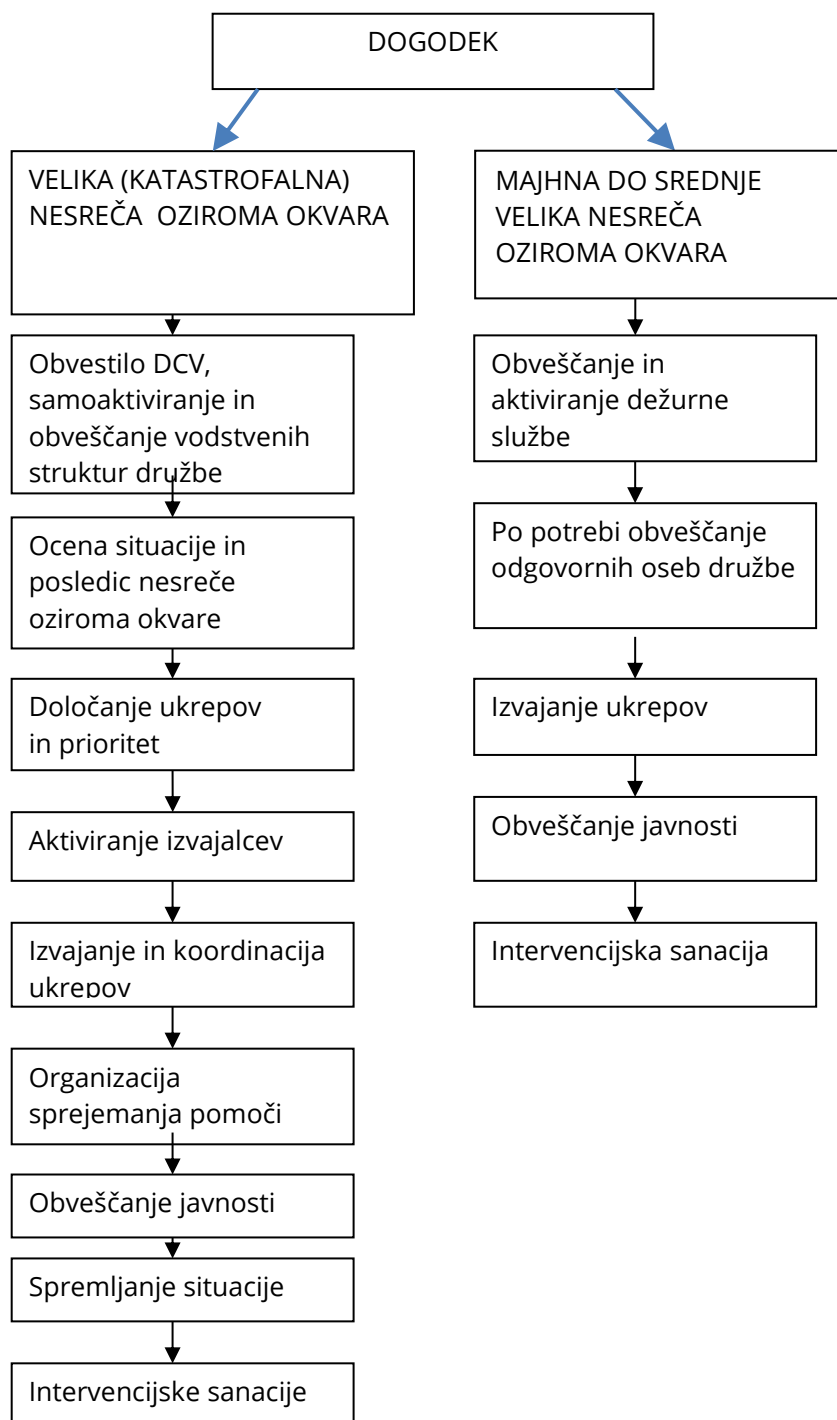 DOGODEK
VELIKA (KATASTROFALNA)
NESREČA OZIROMA OKVARA
Obvestilo DCV,
samoaktiviranje in
obveščanje vodstvenih
struktur družbe
Ocena situacije in
posledic nesreče
oziroma okvare
Določanje ukrepov
in prioritet
Aktiviranje izvajalcev
Izvajanje in koordinacija
ukrepov
Organizacija
sprejemanja pomoči
Obveščanje javnosti
Spremljanje situacije
Intervencijske sanacije
MAJHNA DO SREDNJE
VELIKA NESREČA
OZIROMA OKVARA
Obveščanje in
aktiviranje dežurne
službe
Po potrebi obveščanje
odgovornih oseb družbe
Izvajanje ukrepov
Obveščanje javnosti
Intervencijska sanacija